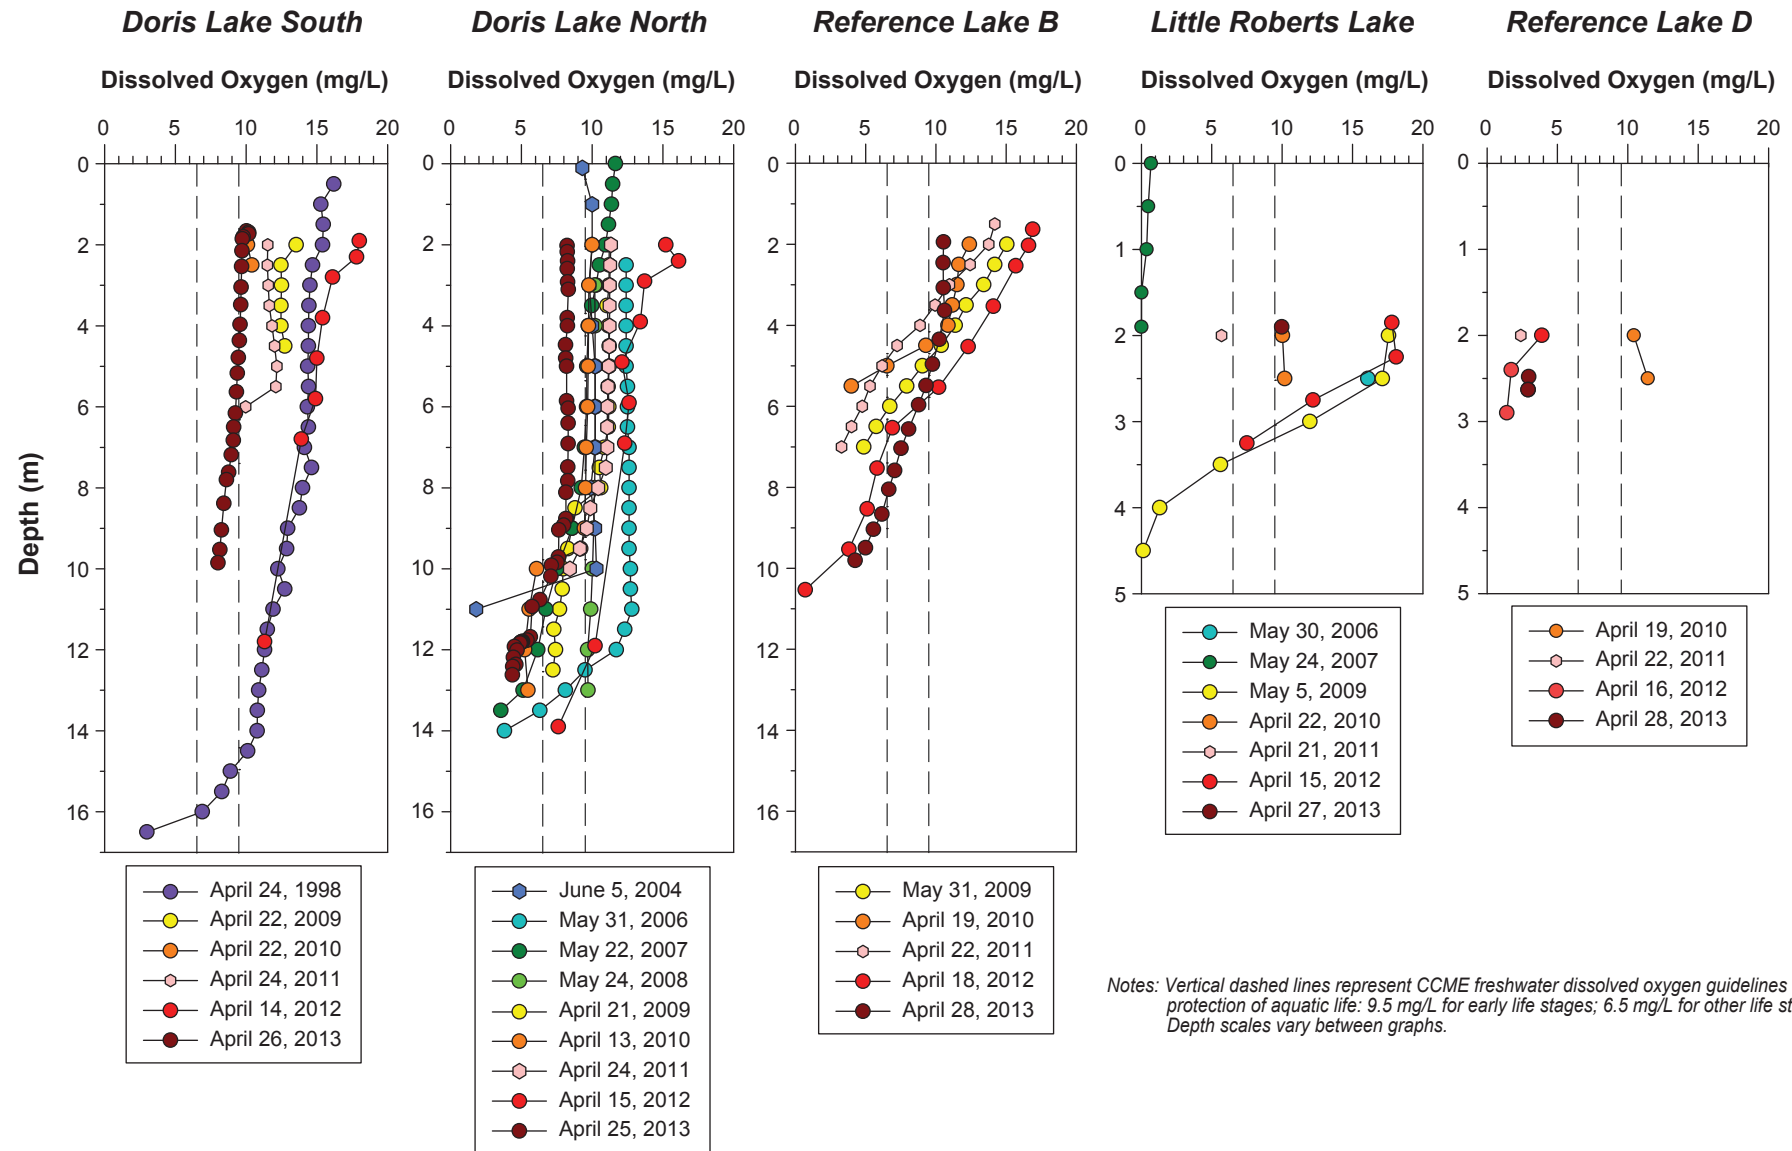 Doris Lake South
Doris Lake North
Reference Lake B
Little Roberts Lake
Reference Lake D
Dissolved Oxygen (mg/L)
Dissolved Oxygen (mg/L)
Dissolved Oxygen (mg/L)
Dissolved Oxygen (mg/L)
Dissolved Oxygen (mg/L)
0 5 10 15 20
0 5 10 15 20
0 5 10 15 20
0 5 10 15 20
0 5 10 15 20
Depth (m)
0
2
4
6
8
10
12
14
16
0
2
4
6
8
10
12
14
16
0
2
4
6
8
10
12
14
16
0
1
2
3
4
5
0
1
2
3
4
5
April 24, 1998
April 22, 2009
April 22, 2010
April 24, 2011
April 14, 2012
April 26, 2013
June 5, 2004
May 31, 2006
May 22, 2007
May 24, 2008
April 21, 2009
April 13, 2010
April 24, 2011
April 15, 2012
April 25, 2013
May 31, 2009
April 19, 2010
April 22, 2011
April 18, 2012
April 28, 2013
May 30, 2006
May 24, 2007
May 5, 2009
April 22, 2010
April 21, 2011
April 15, 2012
April 27, 2013
April 19, 2010
April 22, 2011
April 16, 2012
April 28, 2013
Notes: Vertical dashed lines represent CCME freshwater dissolved oxygen guidelines
protection of aquatic life: 9.5 mg/L for early life stages; 6.5 mg/L for other life st
Depth scales vary between graphs.